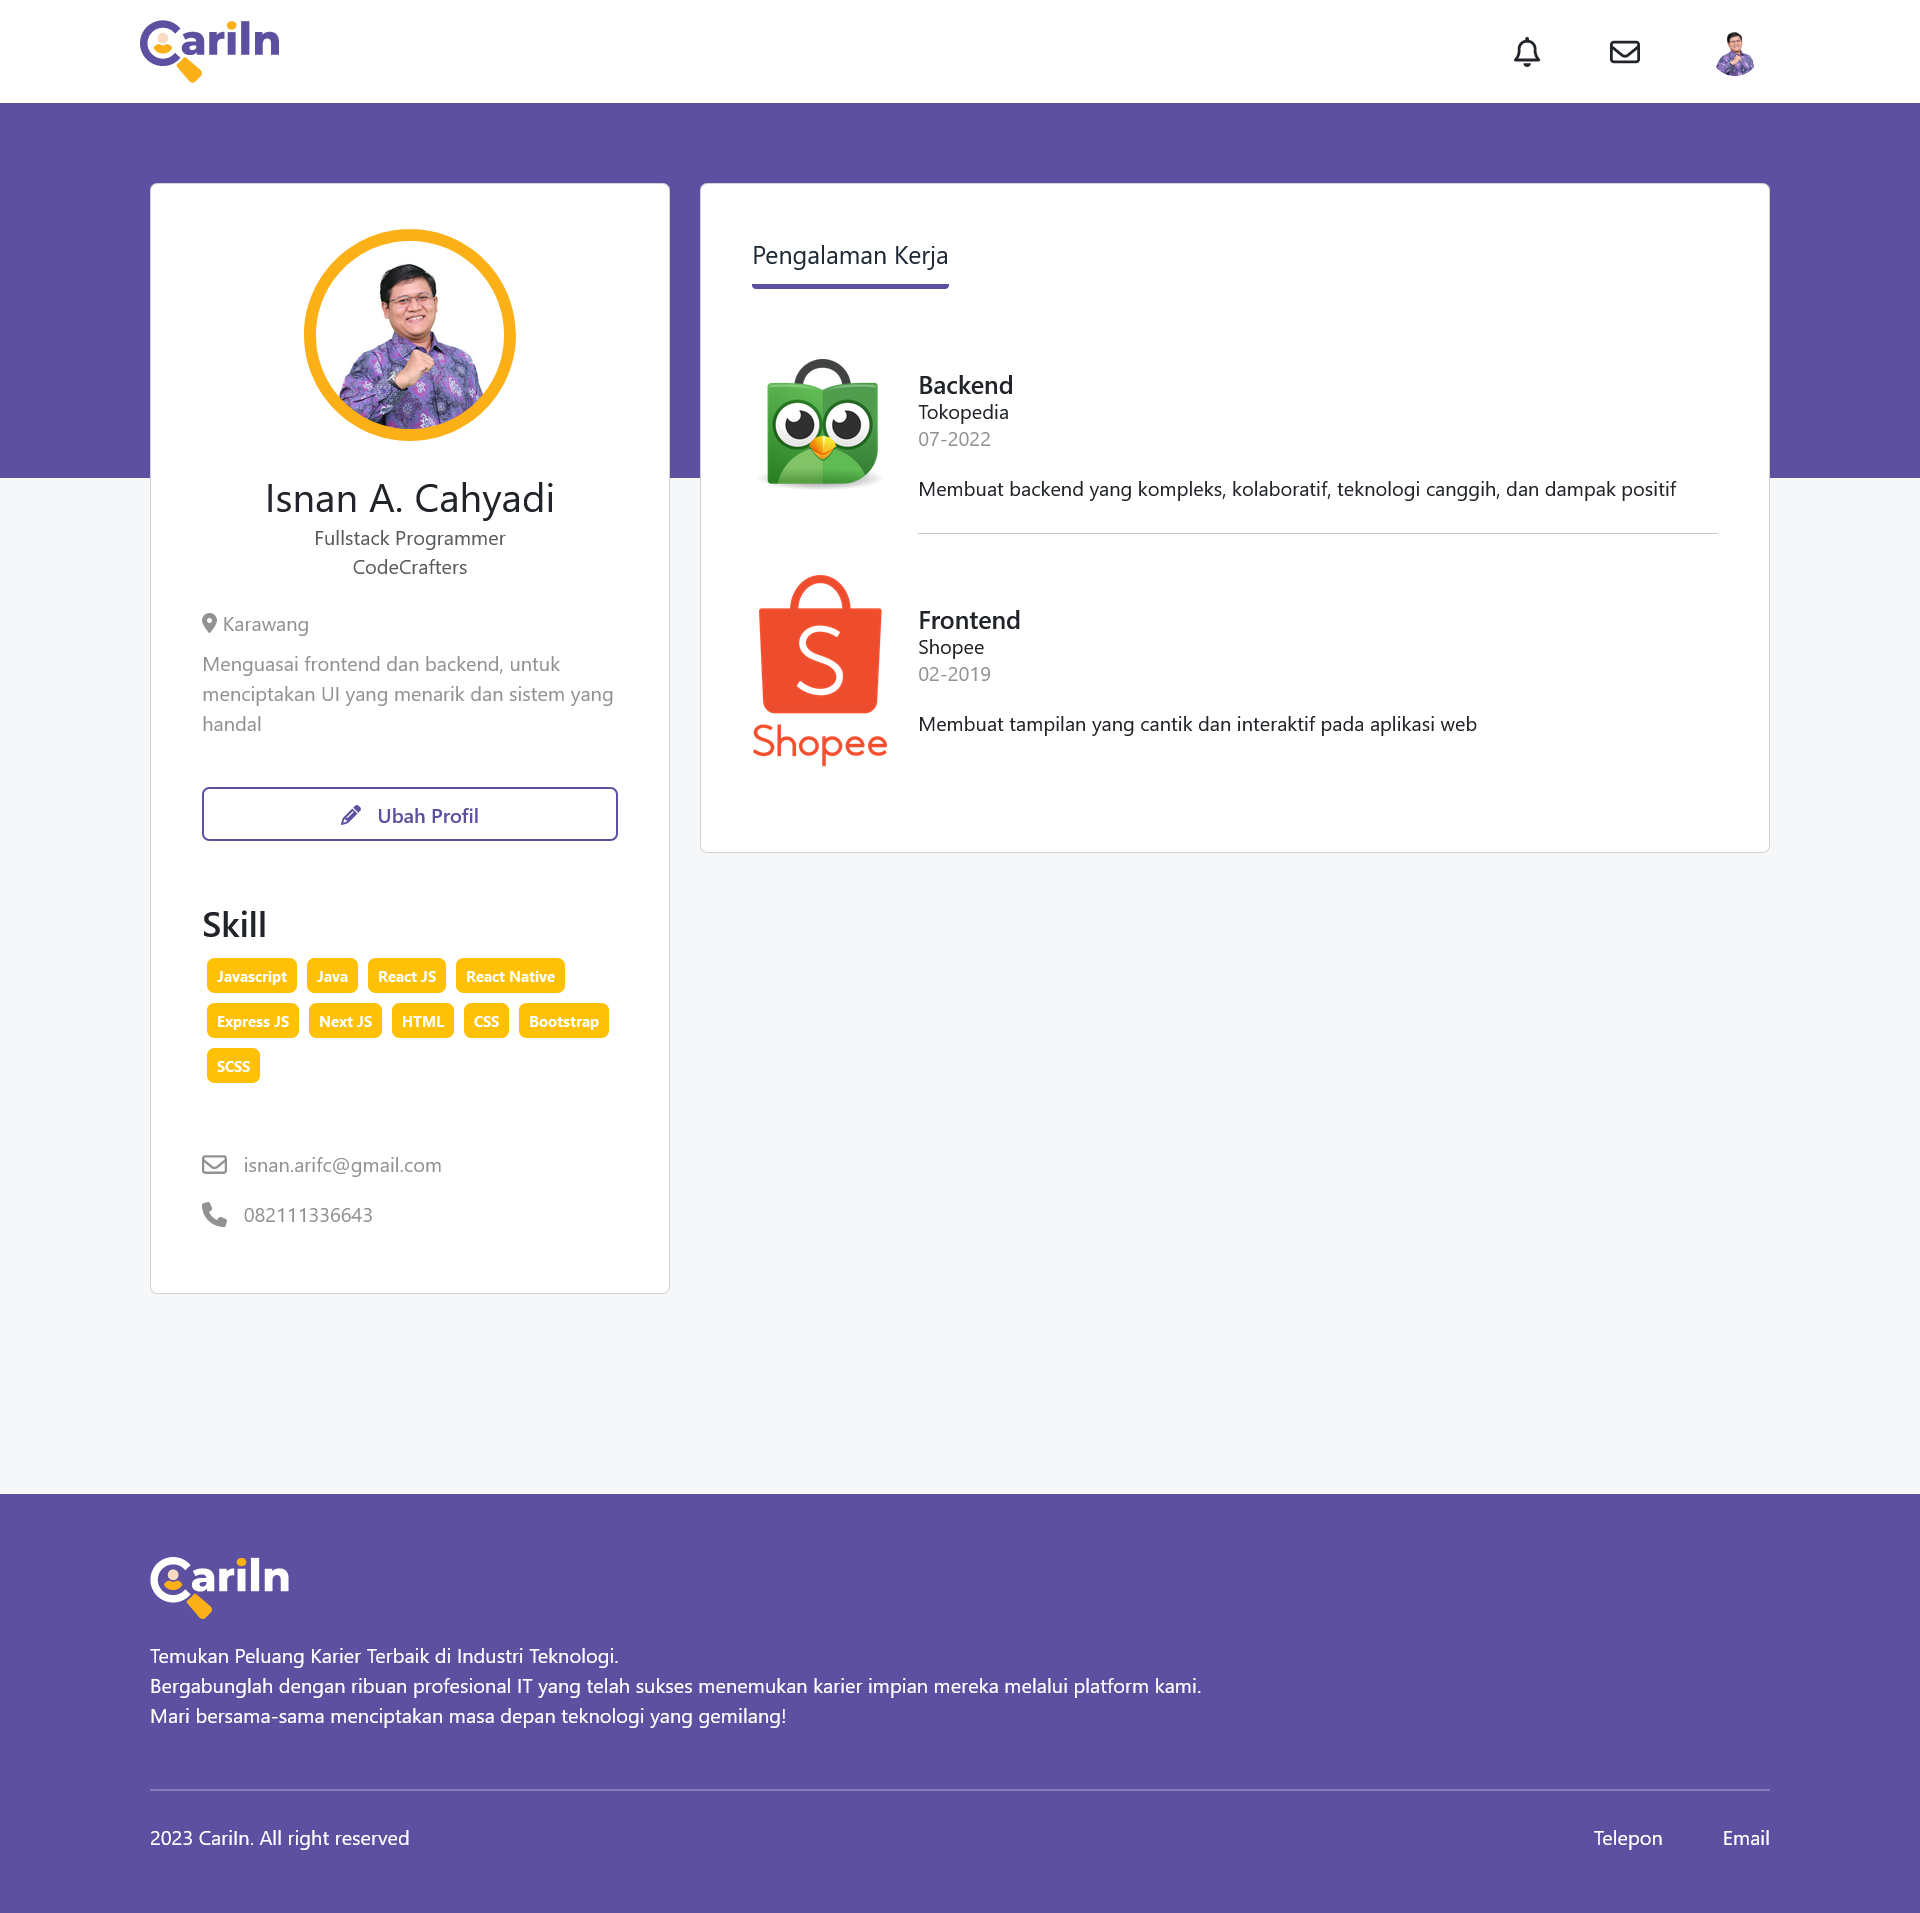 CariIn
Isnan A. Cahyadi
Fullstack Programmer
CodeCrafters
Karawang
Menguasai frontend dan backend, untuk
menciptakan UI yang menarik dan sistem yang
handal
Ubah Profil
Skill
Javascript Java React JS React Native
Express JS Next JS HTML CSS Bootstrap
SCSS
isnan.arifc@gmail.com
082111336643
Pengalaman Kerja
Backend
Tokopedia
07-2022
Membuat backend yang kompleks, kolaboratif, teknologi canggih, dan dampak positif
S
Shopee
Frontend
Shopee
02-2019
Membuat tampilan yang cantik dan interaktif pada aplikasi web
CariIn
Temukan Peluang Karier Terbaik di Industri Teknologi.
Bergabunglah dengan ribuan profesional IT yang telah sukses menemukan karier impian mereka melalui platform kami.
Mari bersama-sama menciptakan masa depan teknologi yang gemilang!
2023 CariIn. All right reserved
Telepon Email